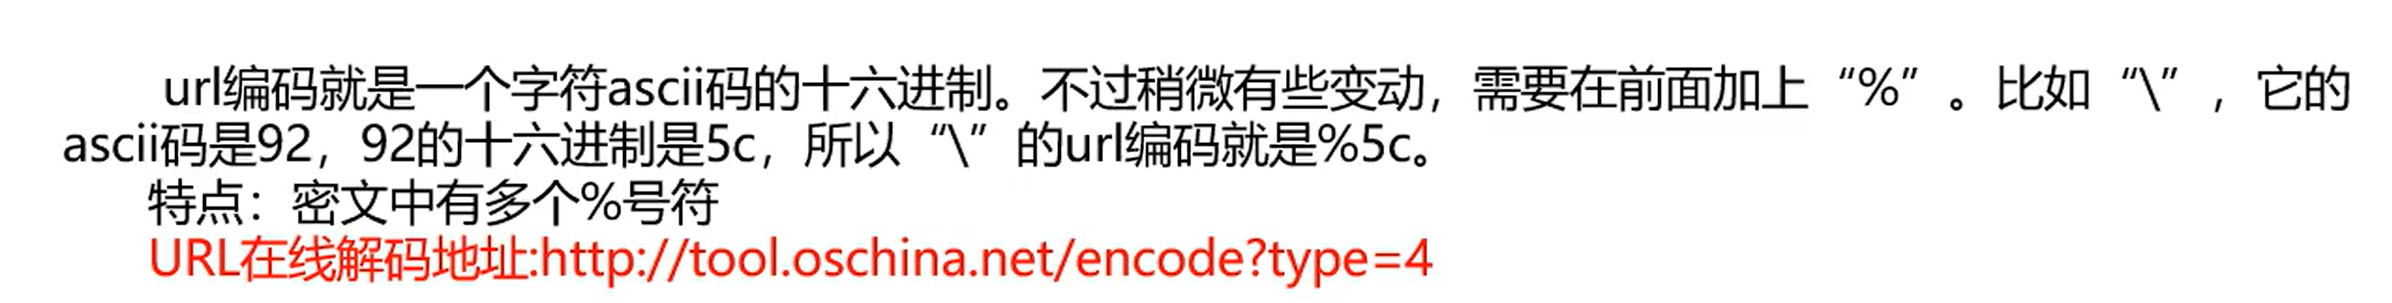 url编码就是一个字符ascii码的十六进制。不过稍微有些变动，需要在前面加上“%”。比如“\”，它的
ascii码是92，92的十六进制是5c，所以“\”的url编码就是%5c。
特点：密文中有多个%号符
URL在线解码地址:http://tool.oschina.net/encode?type=4